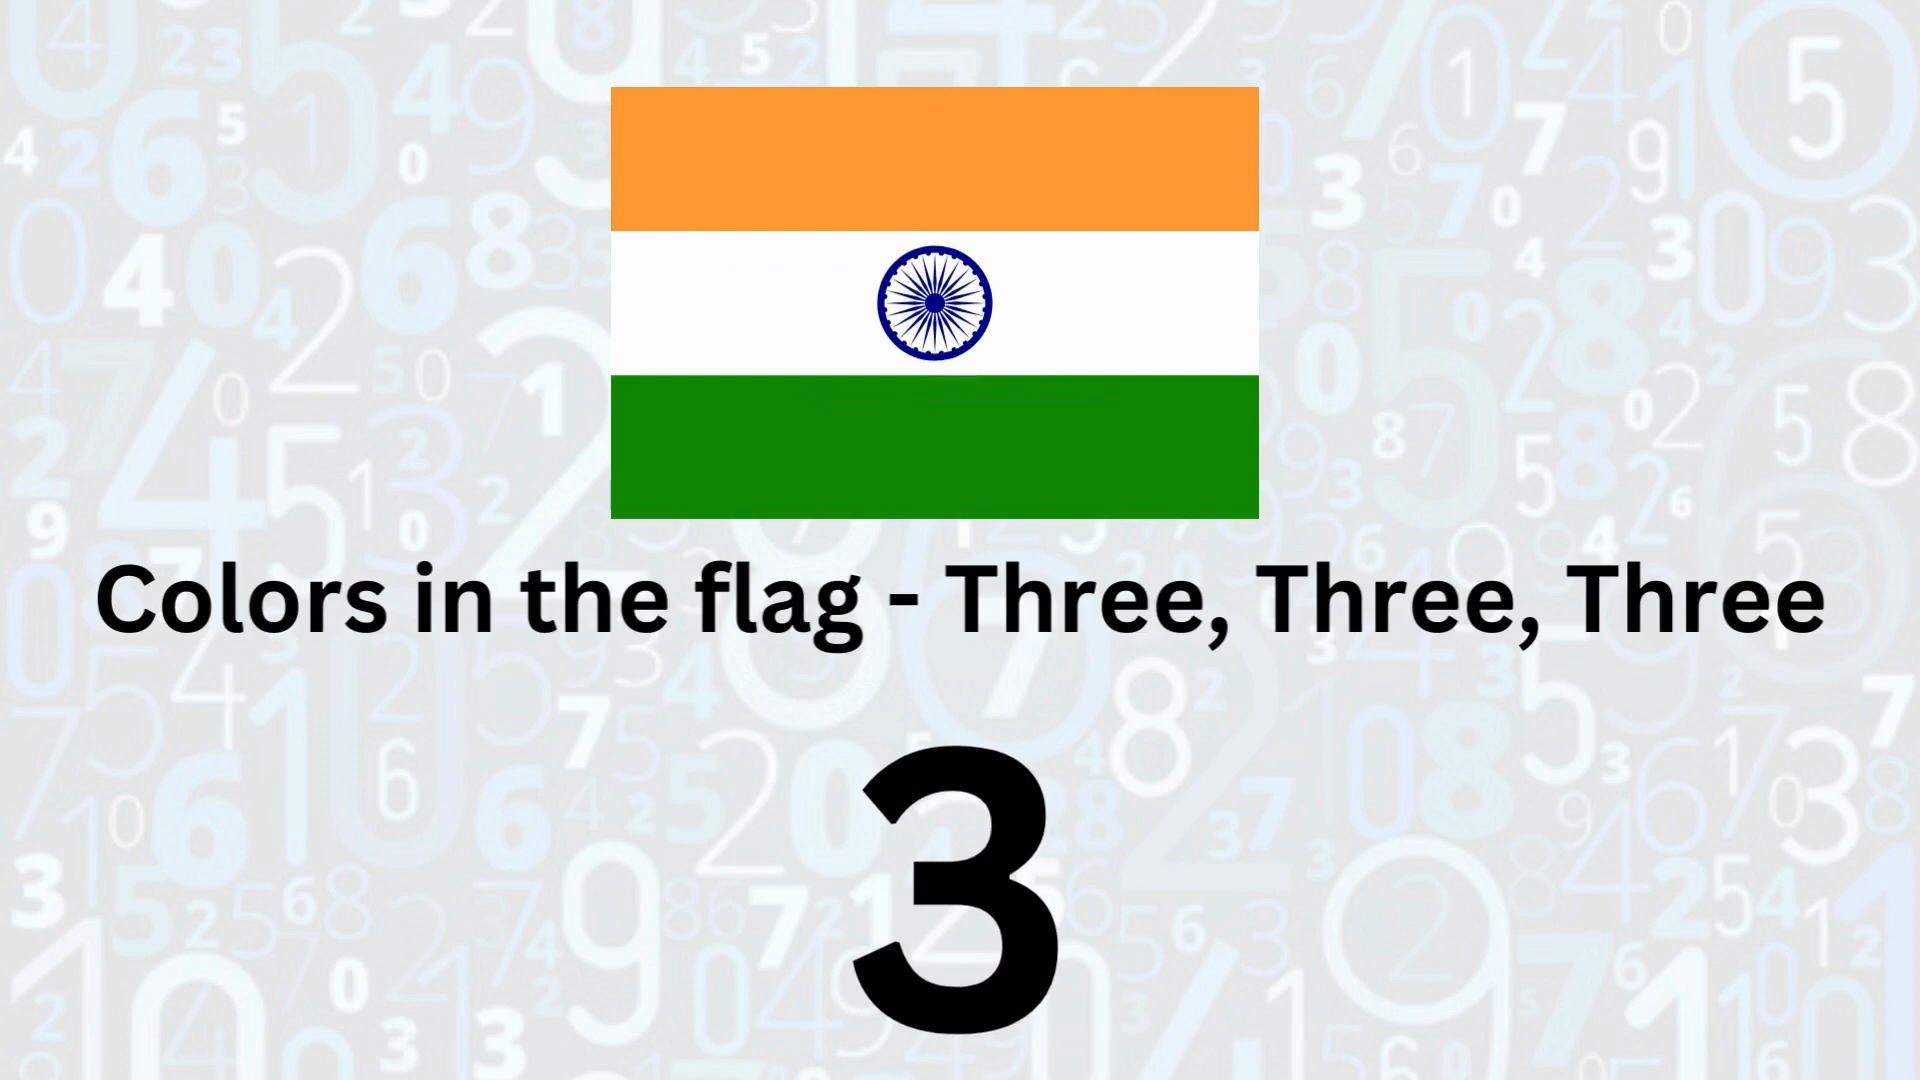 Colors in the flag - Three, Three, Three
3